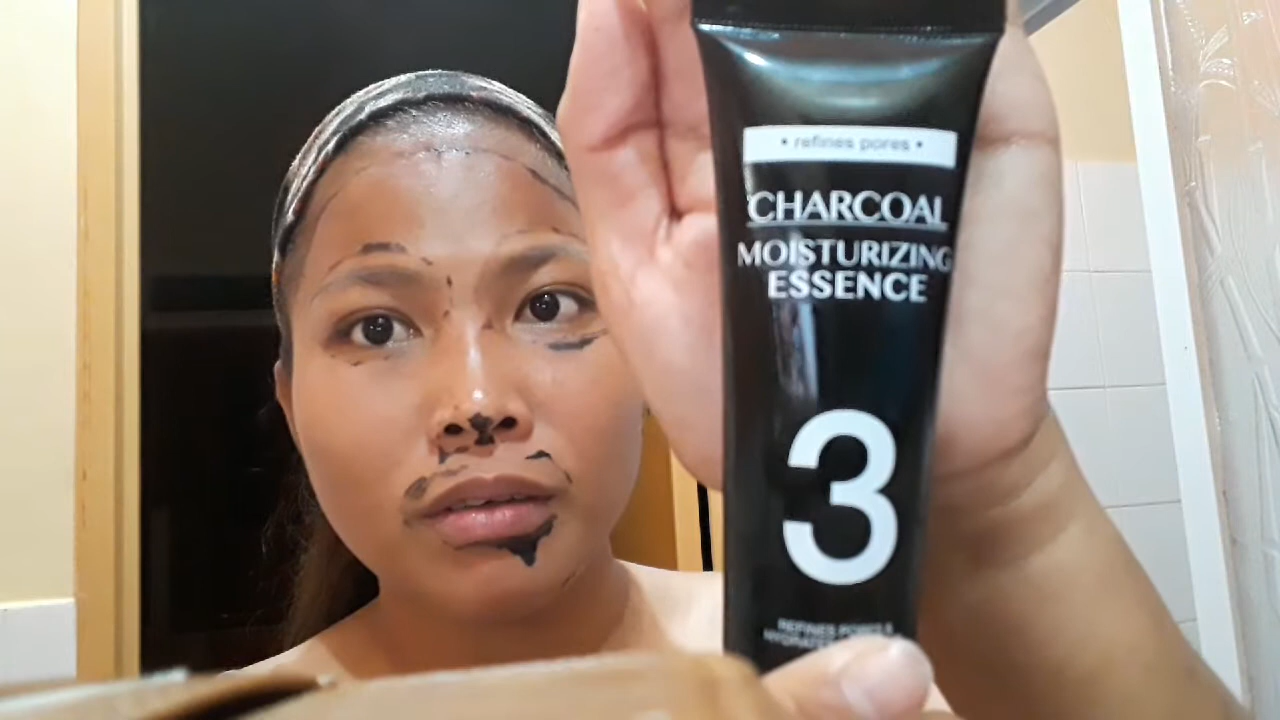 • refines pores •
CHARCOAL
MOISTURIZING
ESSENCE
3
REFINES PORES &